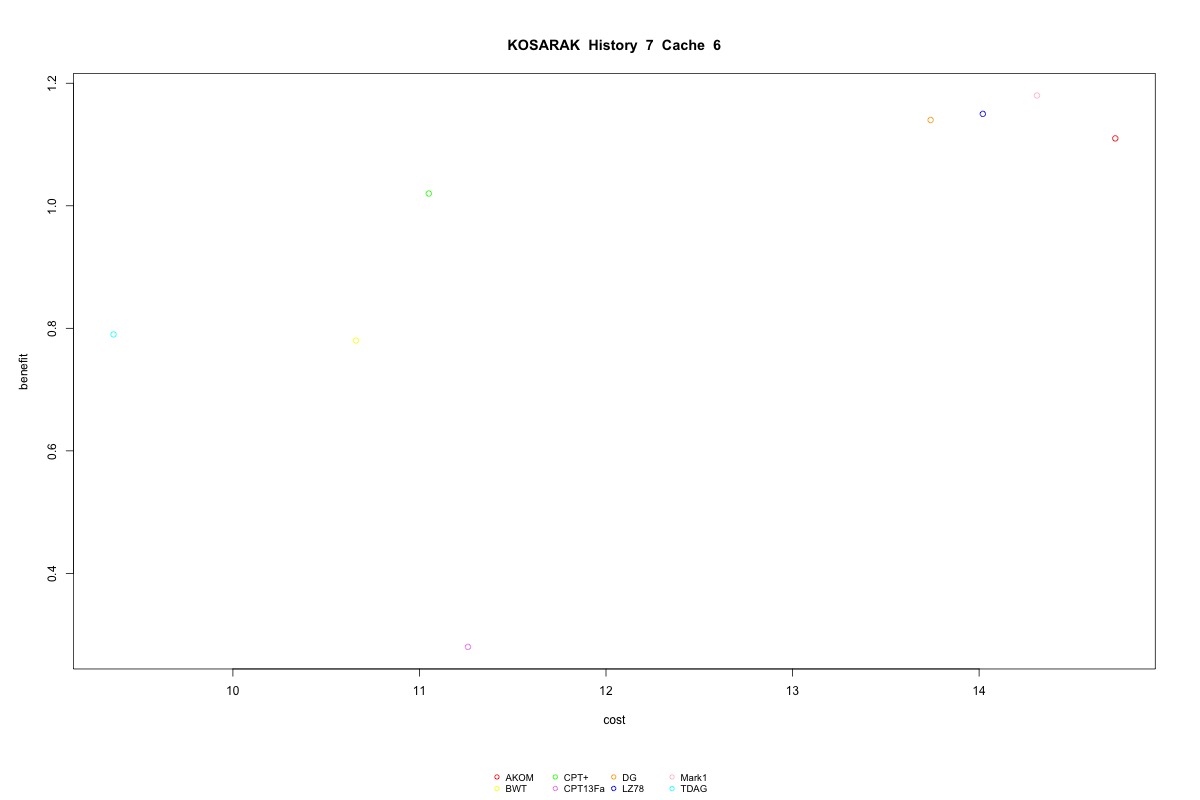 KOSARAK History 7 Cache 6
1.2
1.0
0.8
0.6
0.4
benefit
10 11 12 13 14
cost
AKOM CPT+ DG Mark1
BWT CPT13Fa LZ78 TDAG